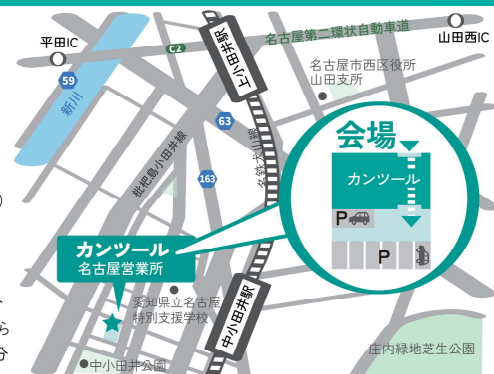 平田IC
C2
名古屋第二環状自動車道
山田西IC
上小田井駅
名古屋市西区役所
山田支所
59
新川
63
枇杷島小田井線
名鉄犬山線
163
会場
カンツール
P
P
カンツール
名古屋営業所
愛知県立名古屋
特別支援学校
中小田井駅
中小田井公園
庄内緑地芝生公園
)
ら
分